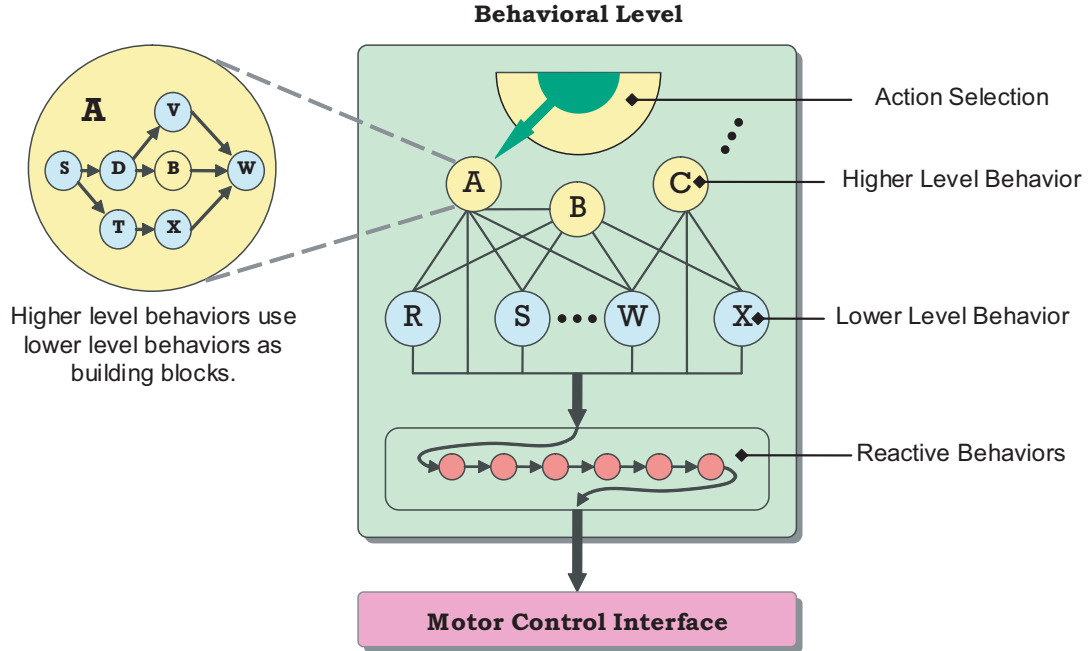 Behavioral Level
A
V
S
D
B
W
T
X
Higher level behaviors use
lower level behaviors as
building blocks.
Action Selection
A
B
C
Higher Level Behavior
R
S
W
X
Lower Level Behavior
Reactive Behaviors
Motor Control Interface